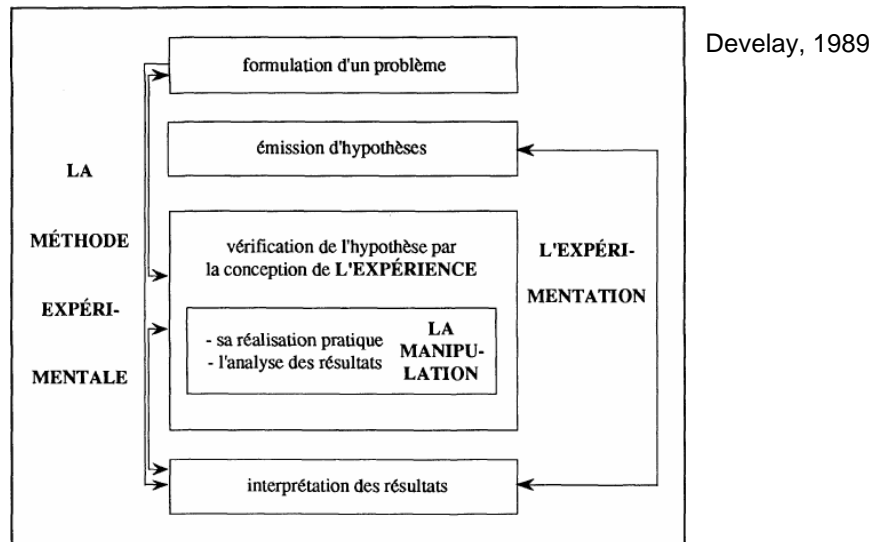 Develay, 1989
formulation d'un problème
émission d'hypothèses
LA
MÉTHODE
EXPÉRI-
MENTALE
vérification de l'hypothèse par
la conception de L'EXPÉRIENCE
- sa réalisation pratique
- l'analyse des résultats
LA
MANIPU-
LATION
L'EXPÉRI-
MENTATION
interprétation des résultats